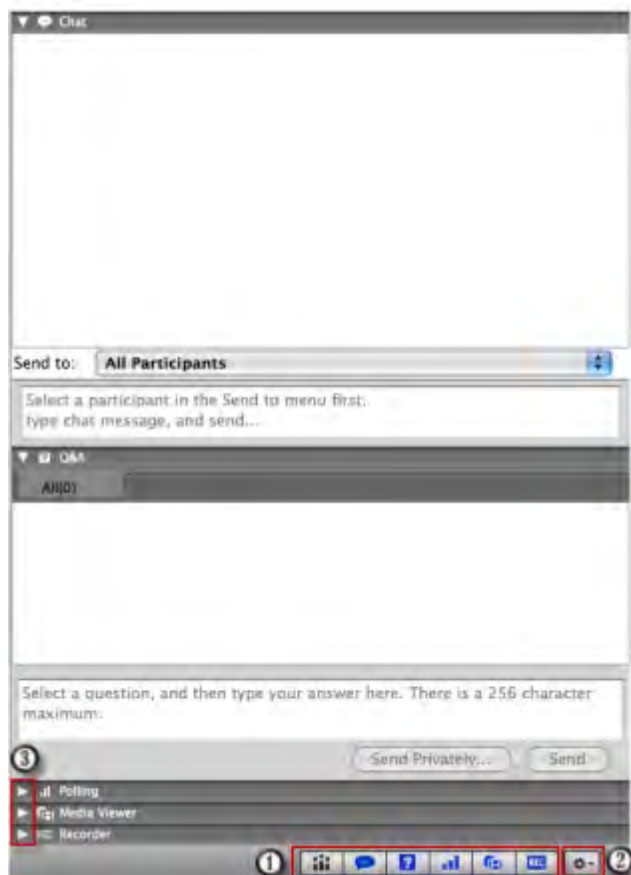 Chat
Send to: All Participants
Select a participant in the Send to menu first,
type chat message, and send...
Q&A
All(0)
Select a question, and then type your answer here. There is a 256 character
maximum.
3
Send Privately... Send
Polling
Media Viewer
Recorder
1 ? REC 2